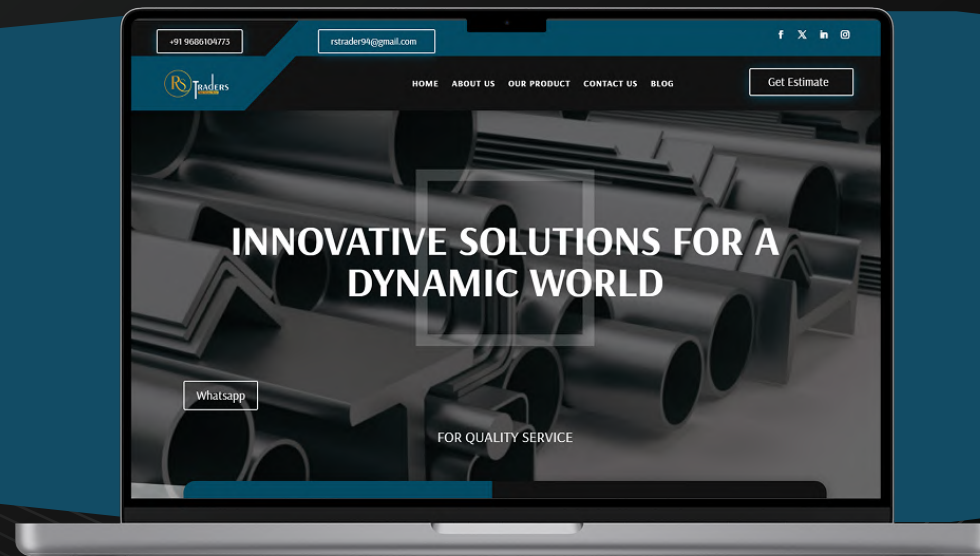 +91 9686104773
rstrader94@gmail.com
RS TRADERS
HOME ABOUT US OUR PRODUCT CONTACT US BLOG
Get Estimate
INNOVATIVE SOLUTIONS FOR A
DYNAMIC WORLD
Whatsapp
FOR QUALITY SERVICE